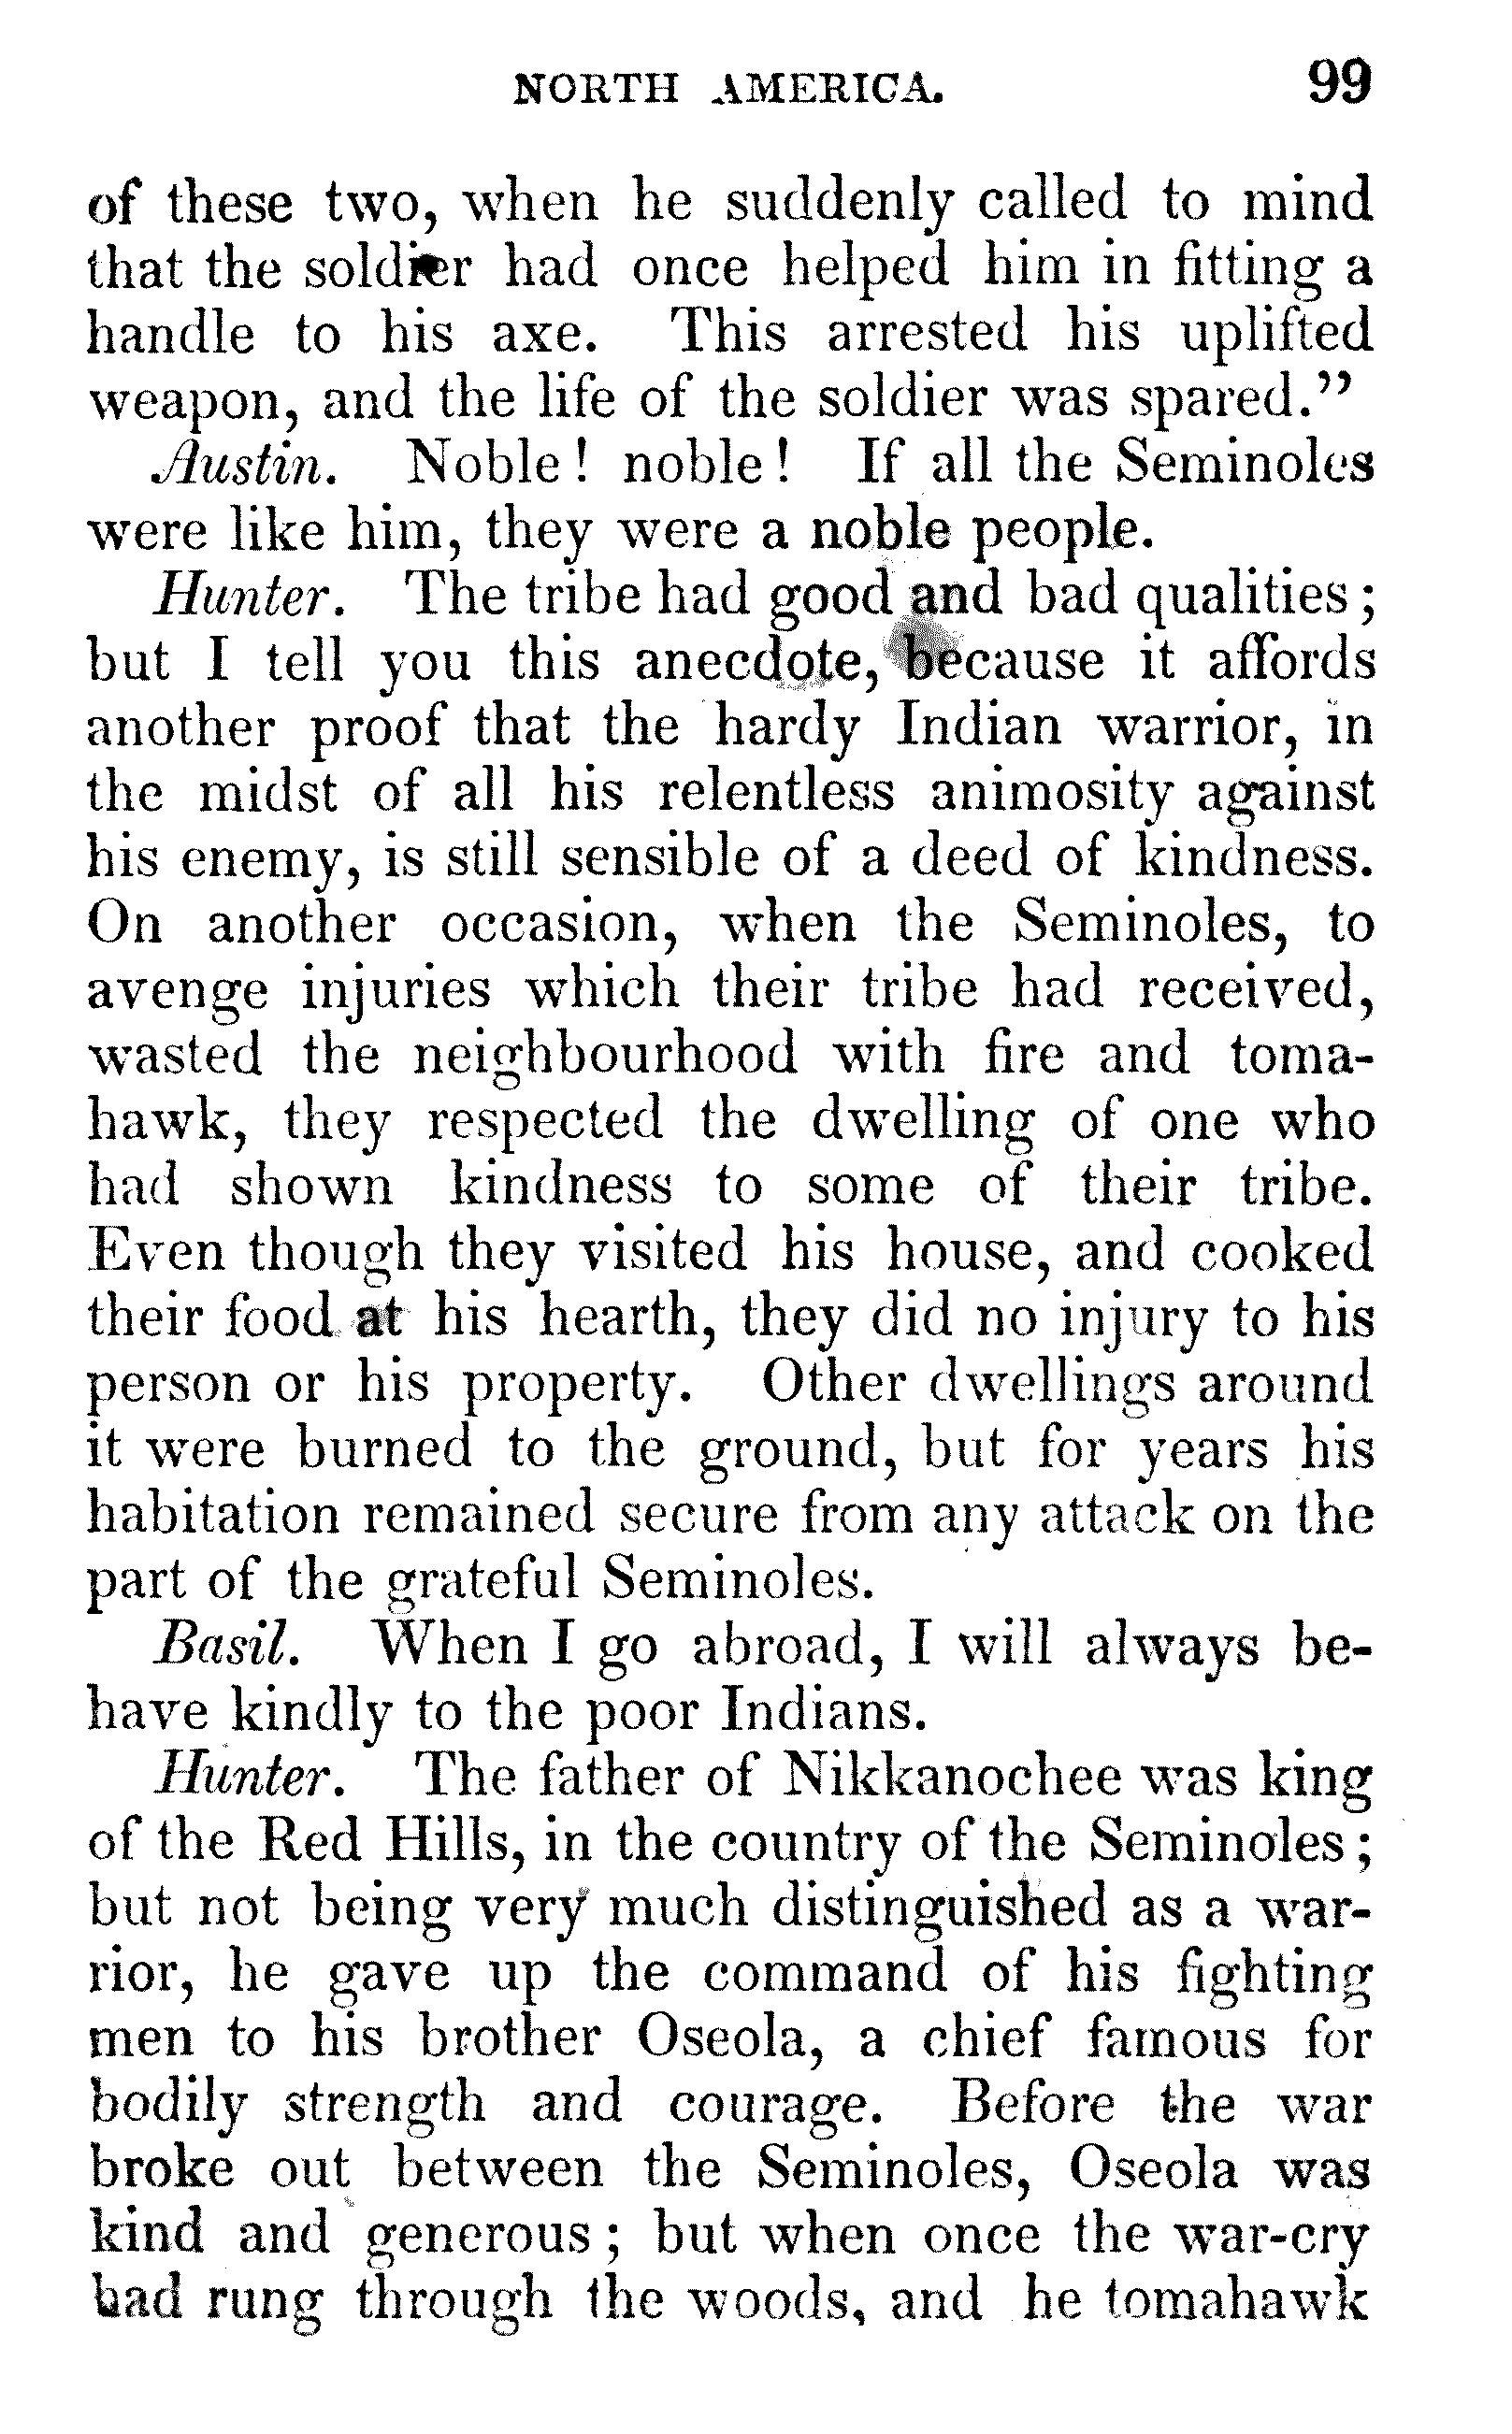 NORTH AMERICA. 99
of these two, when he suddenly called to mind
that the soldier had once helped him in fitting a
handle to his axe. This arrested his uplifted
weapon, and the life of the soldier was spared.”
Austin. Noble! noble! If all the Seminoles
were like him, they were a noble people.
Hunter. The tribe had good and bad qualities;
but I tell you this anecdote, because it affords
another proof that the hardy Indian warrior, in
the midst of all his relentless animosity against
his enemy, is still sensible of a deed of kindness.
On another occasion, when the Seminoles, to
avenge injuries which their tribe had received,
wasted the neighbourhood with fire and toma-
hawk, they respected the dwelling of one who
had shown kindness to some of their tribe.
Even though they visited his house, and cooked
their food at his hearth, they did no injury to his
person or his property. Other dwellings around
it were burned to the ground, but for years his
habitation remained secure from any attack on the
part of the grateful Seminoles.
Basil. When I go abroad, I will always be-
have kindly to the poor Indians.
Hunter. The father of Nikkanochee was king
of the Red Hills, in the country of the Seminoles;
but not being very much distinguished as a war-
rior, he gave up the command of his fighting
men to his brother Oseola, a chief famous for
bodily strength and courage. Before the war
broke out between the Seminoles, Oseola was
kind and generous; but when once the war-cry
had rung through the woods, and he tomahawk